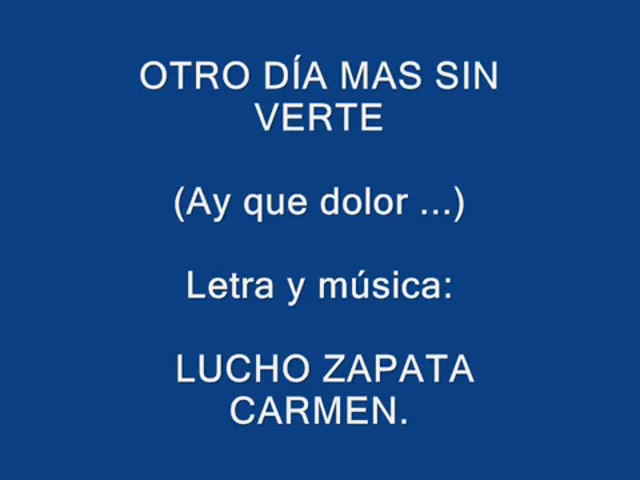 OTRO DÍA MAS SIN
VERTE
(Ay que dolor ...)
Letra y música:
LUCHO ZAPATA
CARMEN.